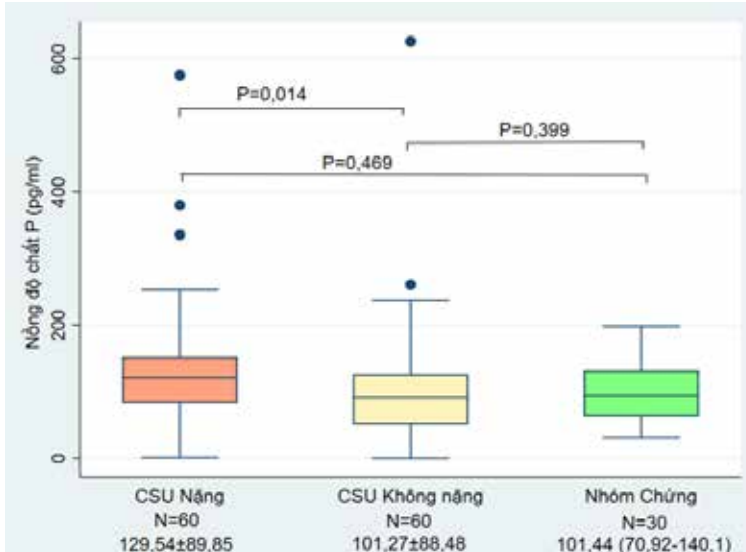 600
P=0,014
P=0,399
P=0,469
400
Nồng độ chất P (pg/ml)
200
0
CSU Nặng CSU Không nặng Nhóm Chứng
N=60 N=60 N=30
129,54±89,85 101,27±88,48 101,44 (70,92-140,1)